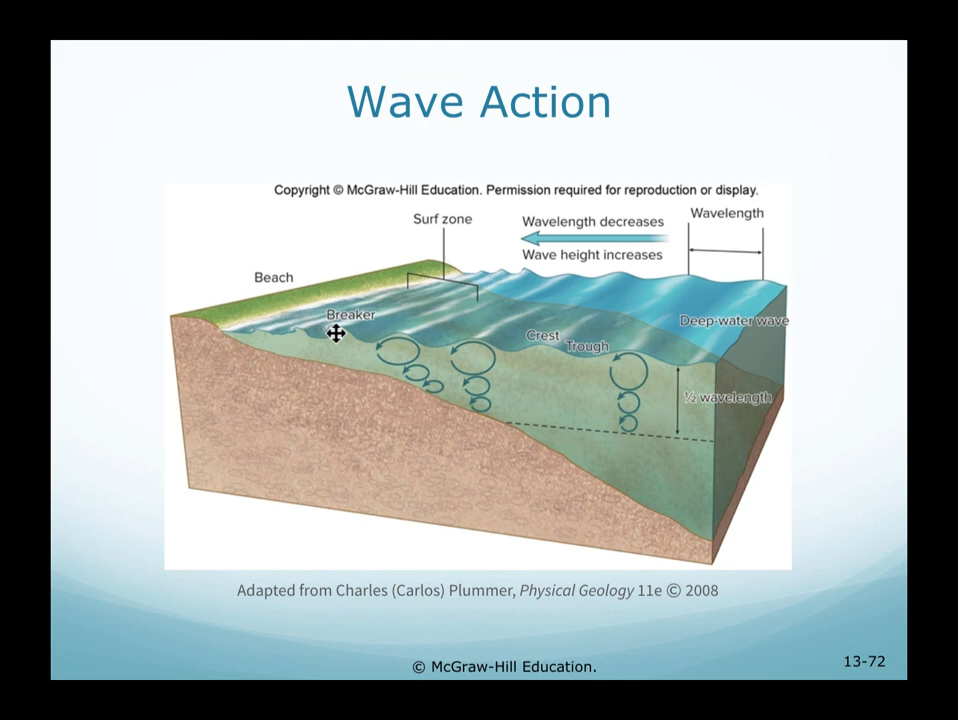 Wave Action
Copyright © McGraw-Hill Education. Permission required for reproduction or display.
Surf zone
Wavelength decreases
Wave height increases
Wavelength
Beach
Breaker
Crest
Trough
Deep-water wave
½ wavelength
Adapted from Charles (Carlos) Plummer, Physical Geology 11e © 2008
© McGraw-Hill Education.
13-72